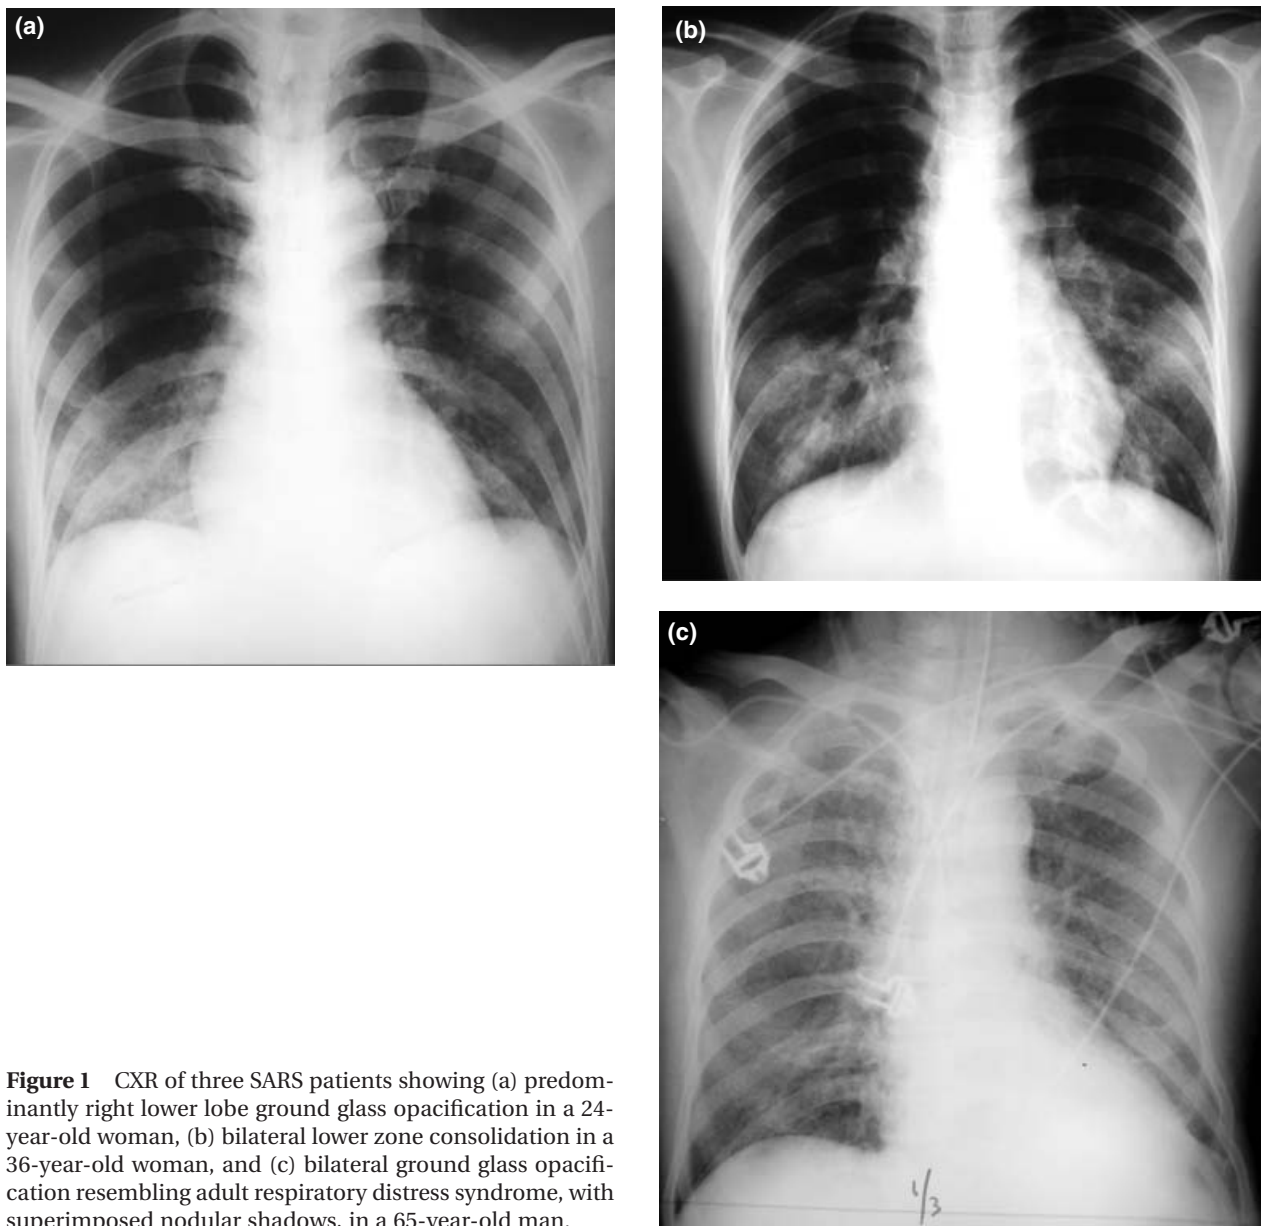 (a)
(b)
(c)
1/3
Figure 1 CXR of three SARS patients showing (a) predom-
inantly right lower lobe ground glass opacification in a 24-
year-old woman, (b) bilateral lower zone consolidation in a
36-year-old woman, and (c) bilateral ground glass opacifi-
cation resembling adult respiratory distress syndrome, with
superimposed nodular shadows, in a 65-year-old man.